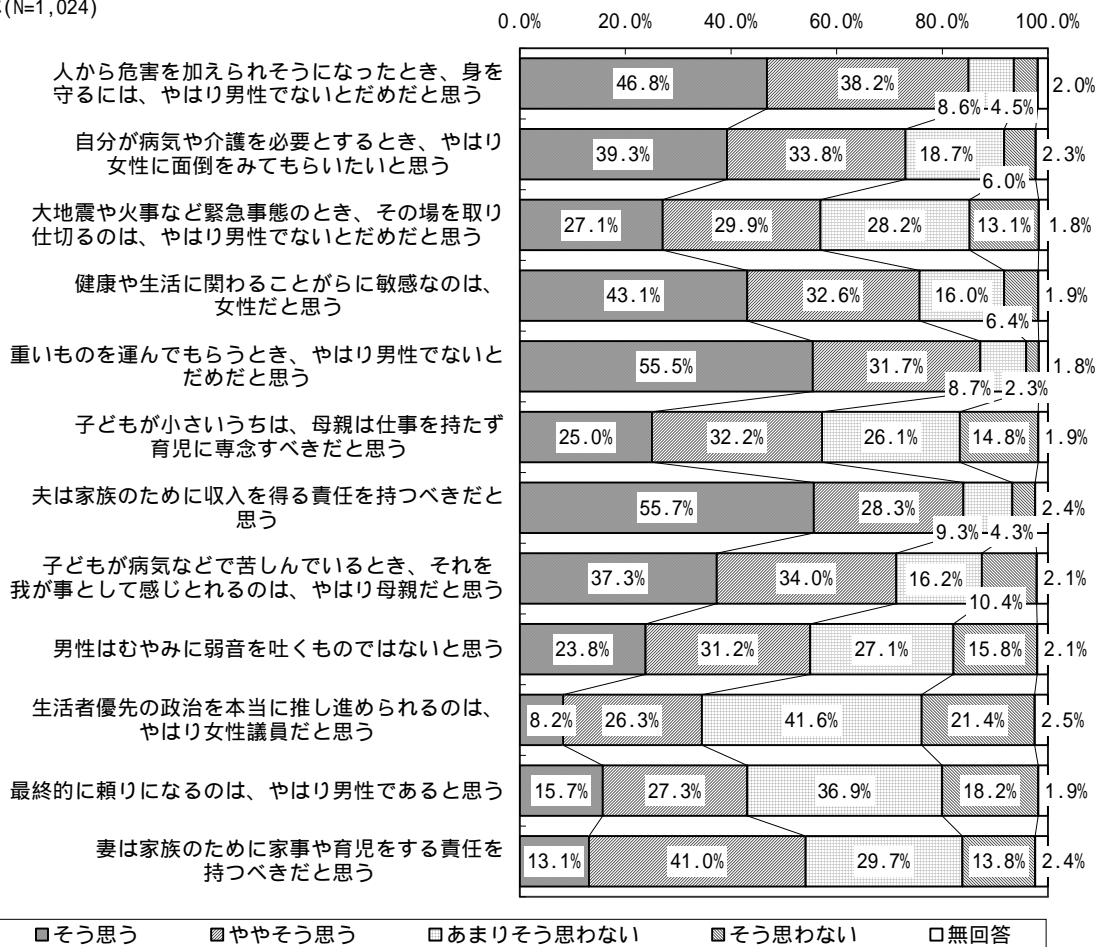 (N=1,024)
0.0% 20.0% 40.0% 60.0% 80.0% 100.0%
人から危害を加えられそうになったとき、身を
守るには、やはり男性でないとだめだと思う
46.8% 38.2% 8.6% 4.5% 2.0%
自分が病気や介護を必要とするとき、やはり
女性に面倒をみてもらいたいと思う
39.3% 33.8% 18.7% 6.0% 2.3%
大地震や火事など緊急事態のとき、その場を取り
仕切るのは、やはり男性でないとだめだと思う
27.1% 29.9% 28.2% 13.1% 1.8%
健康や生活に関わることがらに敏感なのは、
女性だと思う
43.1% 32.6% 16.0% 6.4% 1.9%
重いものを運んでもらうとき、やはり男性でないと
だめだと思う
55.5% 31.7% 8.7% 2.3% 1.8%
子どもが小さいうちは、母親は仕事を持たず
育児に専念すべきだと思う
25.0% 32.2% 26.1% 14.8% 1.9%
夫は家族のために収入を得る責任を持つべきだと
思う
55.7% 28.3% 9.3% 4.3% 2.4%
子どもが病気などで苦しんでいるとき、それを
我が事として感じとれるのは、やはり母親だと思う
37.3% 34.0% 16.2% 10.4% 2.1%
男性はむやみに弱音を吐くものではないと思う
23.8% 31.2% 27.1% 15.8% 2.1%
生活者優先の政治を本当に推し進められるのは、
やはり女性議員だと思う
8.2% 26.3% 41.6% 21.4% 2.5%
最終的に頼りになるのは、やはり男性であると思う
15.7% 27.3% 36.9% 18.2% 1.9%
妻は家族のために家事や育児をする責任を
持つべきだと思う
13.1% 41.0% 29.7% 13.8% 2.4%
そう思う ややそう思う あまりそう思わない そう思わない 無回答